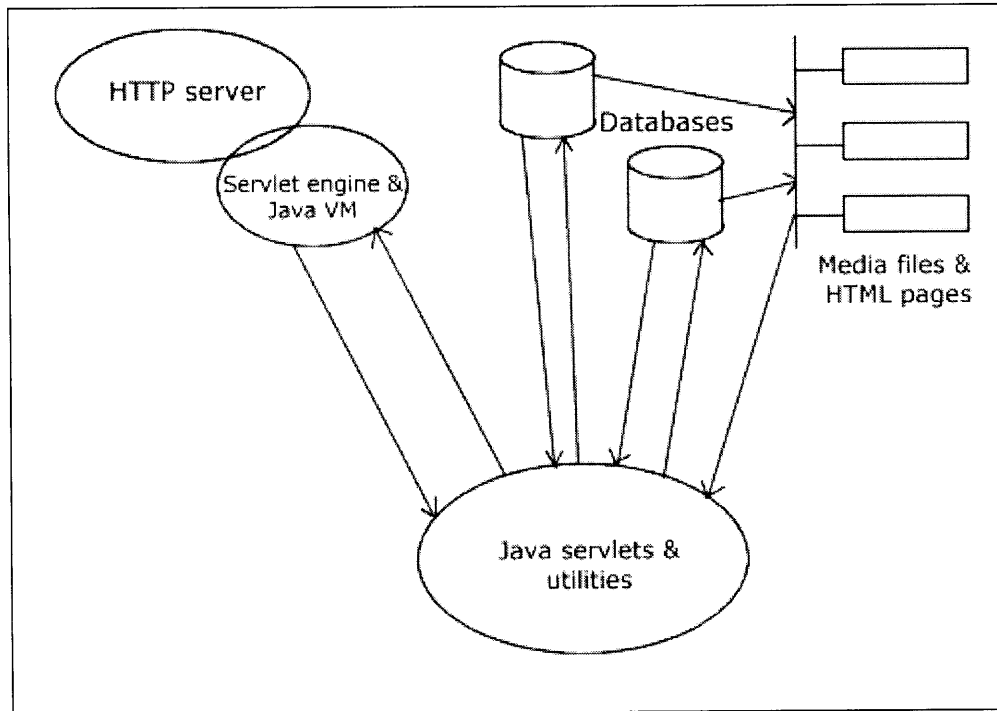 HTTP server
Servlet engine &
Java VM
Databases
Media files &
HTML pages
Java servlets &
utilities